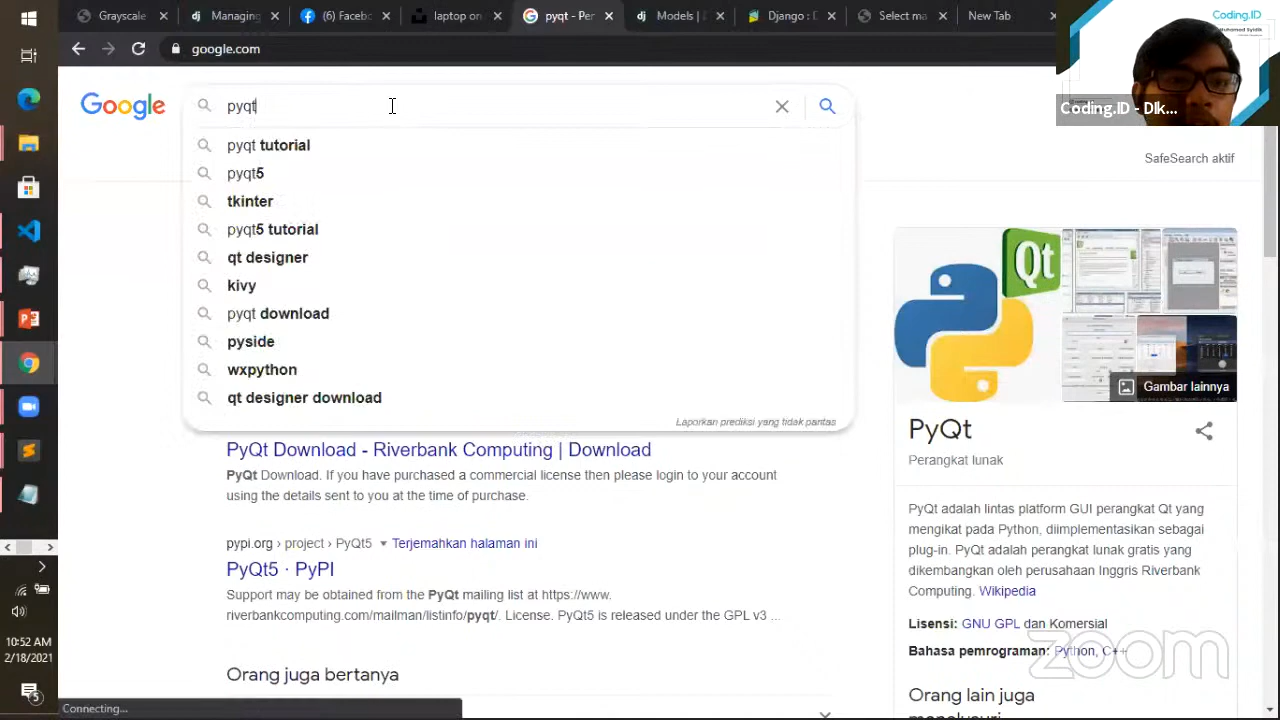 Grayscale
Managing
(6) Faceb
laptop on
pyqt - Per
Models |
Django : D
Select ma
New Tab
google.com
Coding.ID
Muhamed Syidik
Coding.ID - Dik...
Google
pyqt
pyqt tutorial
pyqt5
tkinter
pyqt5 tutorial
qt designer
kivy
pyqt download
pyside
wxpython
qt designer download
Laporkan prediksi yang tidak pantas
SafeSearch aktif
PyQt Download - Riverbank Computing | Download
PyQt Download. If you have purchased a commercial license then please login to your account
using the details sent to you at the time of purchase.
pypi.org › project › PyQt5 Terjemahkan halaman ini
PyQt5 · PyPI
Support may be obtained from the PyQt mailing list at https://www.
riverbankcomputing.com/mailman/listinfo/pyqt/. License. PyQt5 is released under the GPL v3 ...
Orang juga bertanya
Qt
Gambar lainnya
PyQt
Perangkat lunak
PyQt adalah lintas platform GUI perangkat Qt yang
mengikat pada Python, diimplementasikan sebagai
plug-in. PyQt adalah perangkat lunak gratis yang
dikembangkan oleh perusahaan Inggris Riverbank
Computing. Wikipedia
Lisensi: GNU GPL dan Komersial
Bahasa pemrograman: Python, C++
Orang lain juga
zoom
10:52 AM
2/18/2021
5
Connecting...